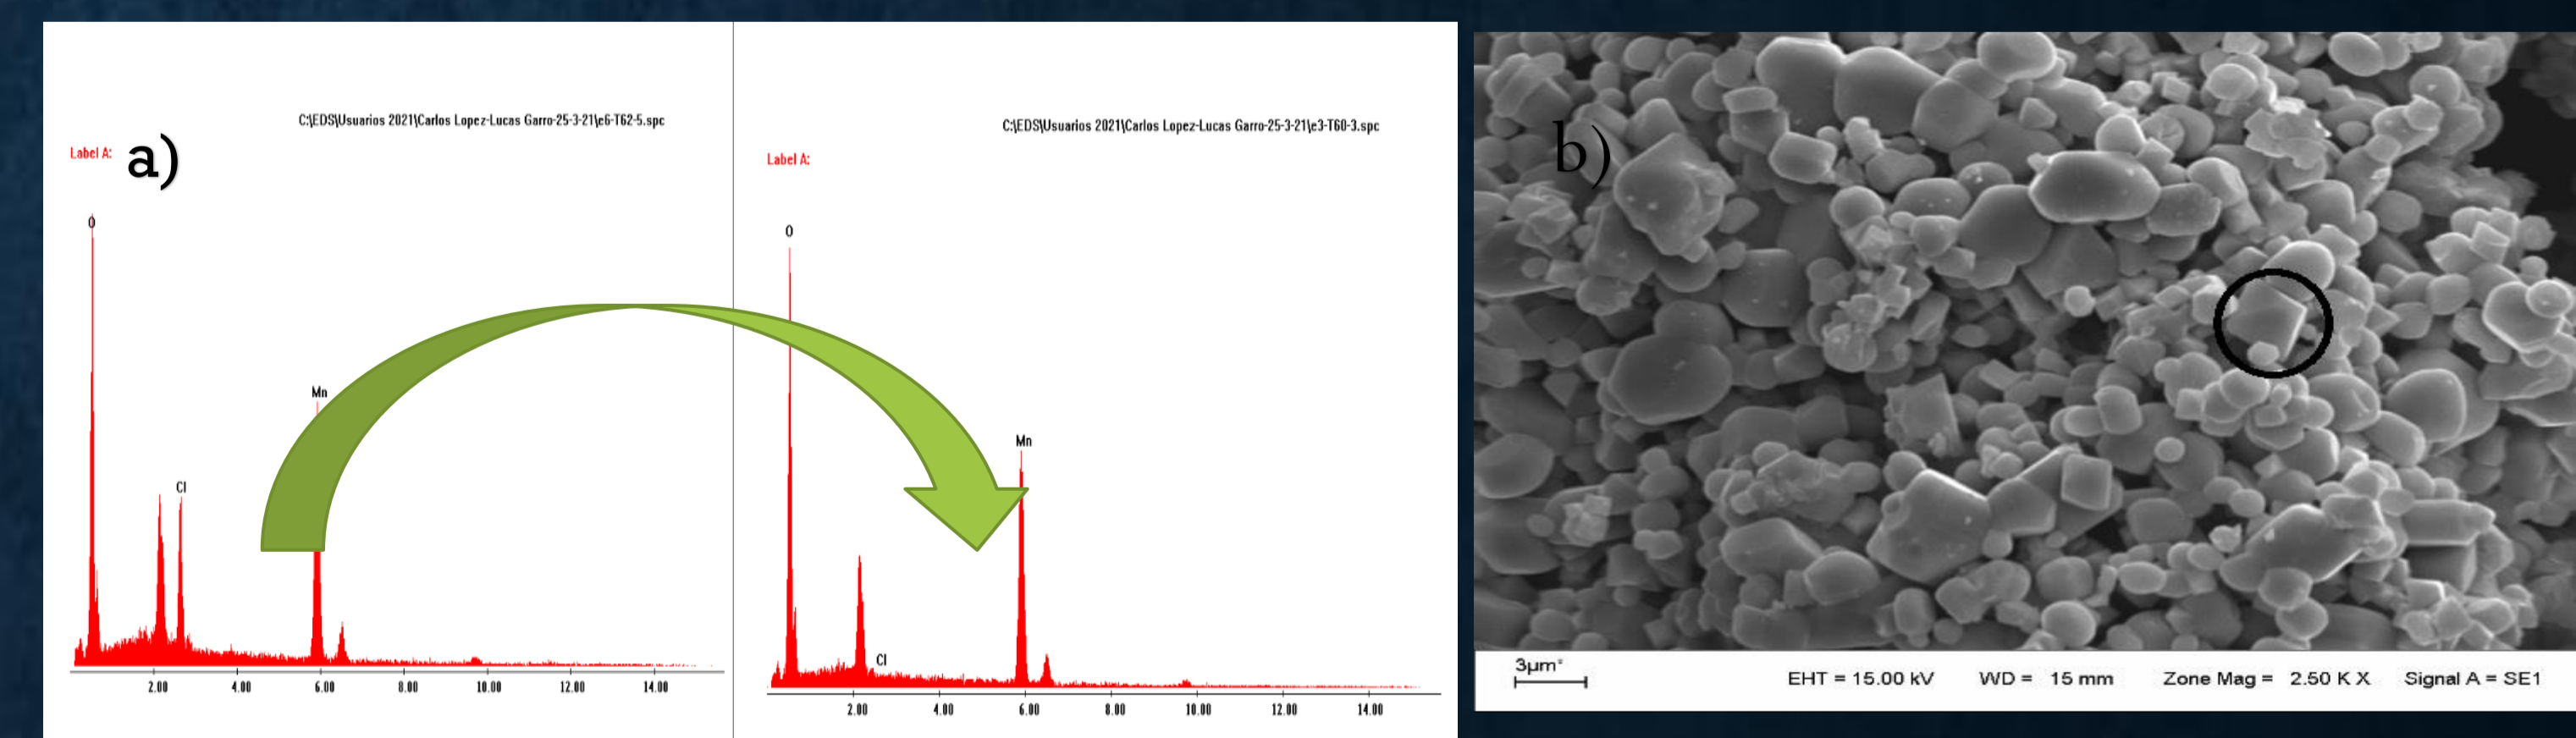 C:\EDS\Usuarios 2021\Carlos Lopez-Lucas Garro-25-3-21\e6-T62-5.spc
Label A:
a)
O
Mn
Cl
2.00 4.00 6.00 8.00 10.00 12.00 14.00
C:\EDS\Usuarios 2021\Carlos Lopez-Lucas Garro-25-3-21\e3-T60-3.spc
Label A:
O
Mn
Cl
2.00 4.00 6.00 8.00 10.00 12.00 14.00
b)
3µm*
EHT = 15.00 kV WD = 15 mm Zone Mag = 2.50 K X Signal A = SE1